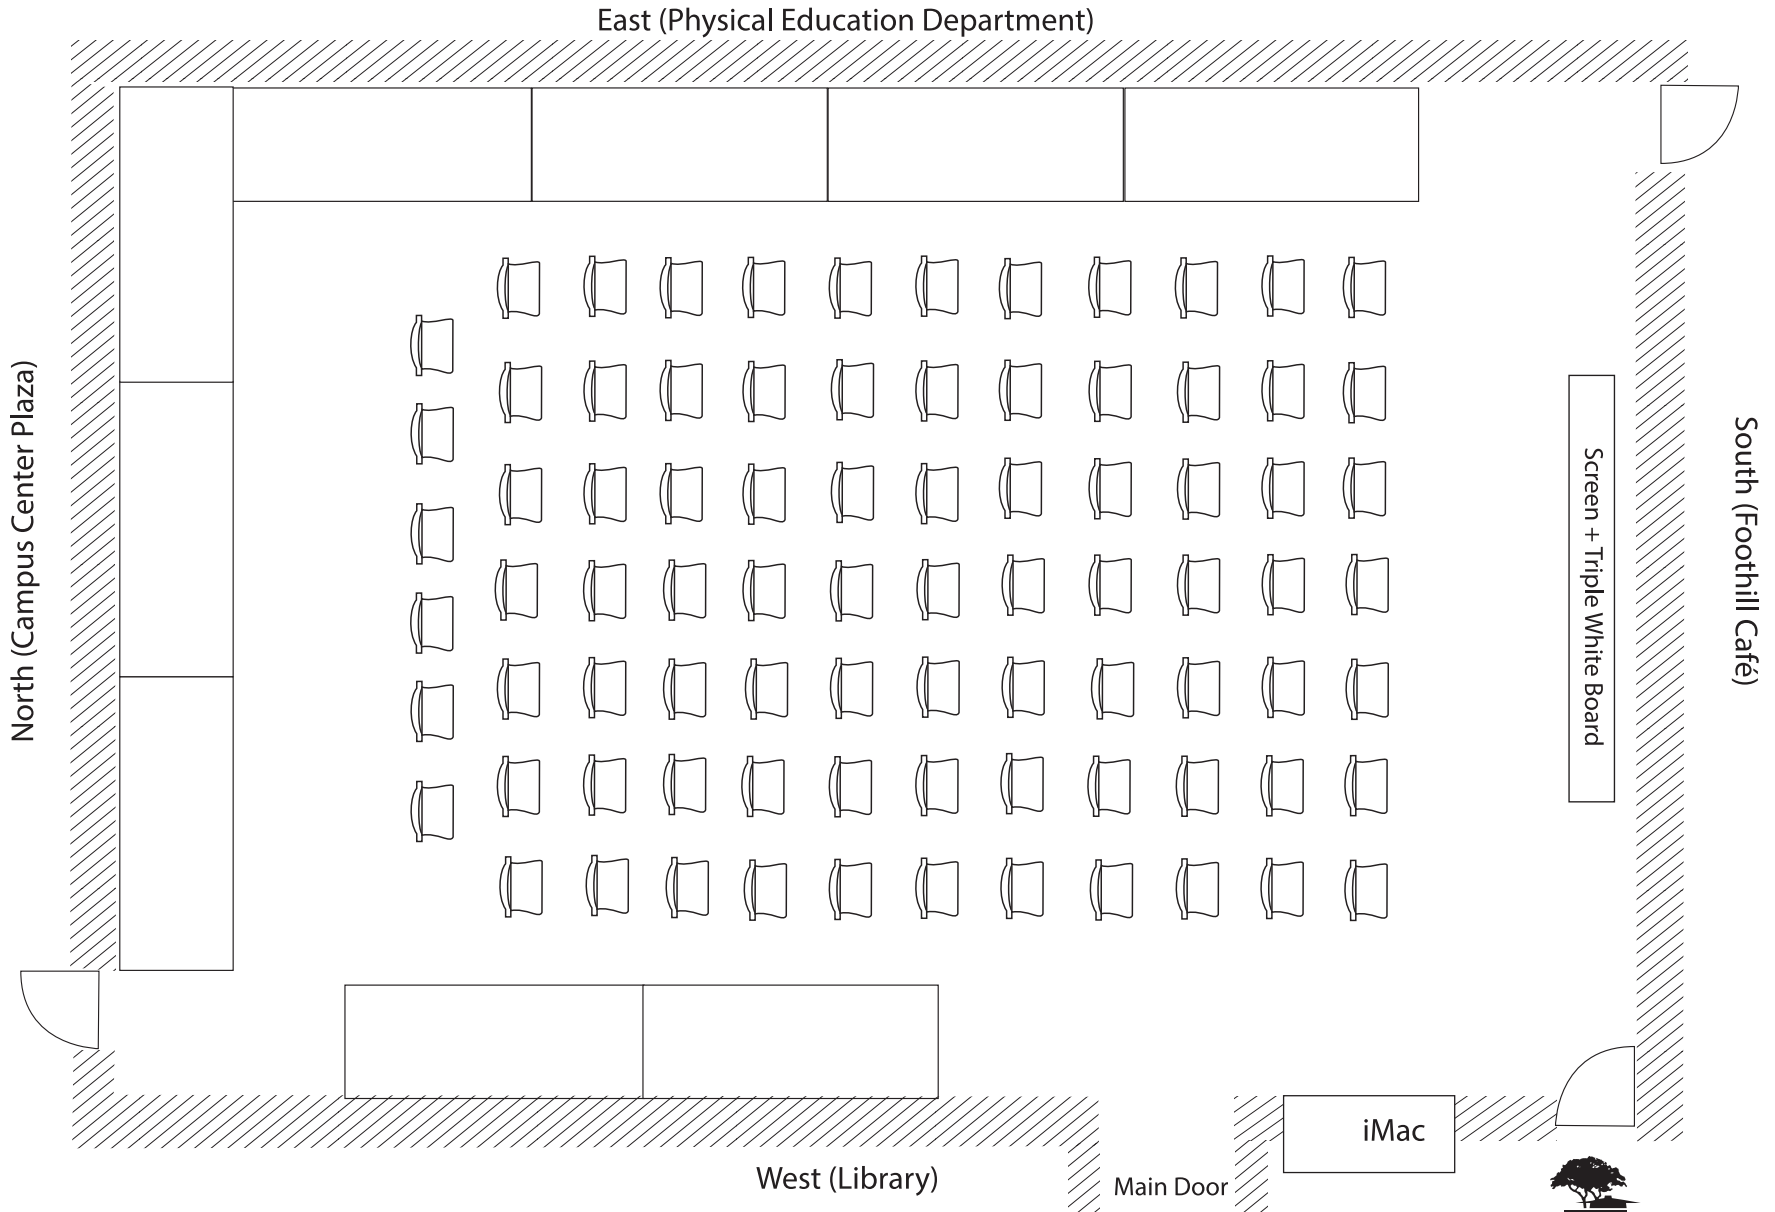 East (Physical Education Department)
North (Campus Center Plaza)
Screen + Triple White Board
South (Foothill Café)
iMac
West (Library)
Main Door